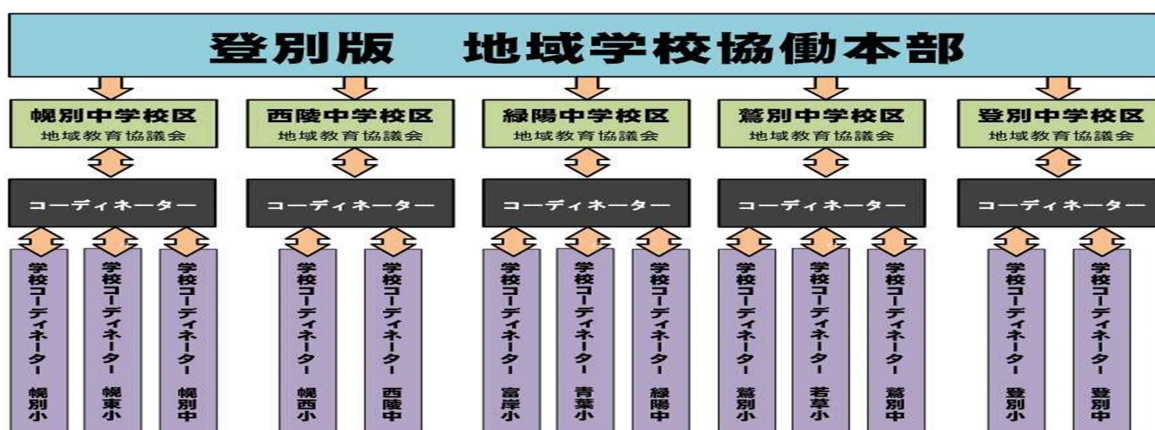 登別版　地域学校協働本部
幌別中学校区
地域教育協議会
西陵中学校区
地域教育協議会
緑陽中学校区
地域教育協議会
鷲別中学校区
地域教育協議会
登別中学校区
地域教育協議会
コーディネーター
コーディネーター
コーディネーター
コーディネーター
コーディネーター
学校コーディネーター　幌別小
学校コーディネーター　幌東小
学校コーディネーター　幌別中
学校コーディネーター　幌西小
学校コーディネーター　西陵中
学校コーディネーター　富岸小
学校コーディネーター　青葉小
学校コーディネーター　緑陽中
学校コーディネーター　鷲別小
学校コーディネーター　若草小
学校コーディネーター　鷲別中
学校コーディネーター　登別小
学校コーディネーター　登別中